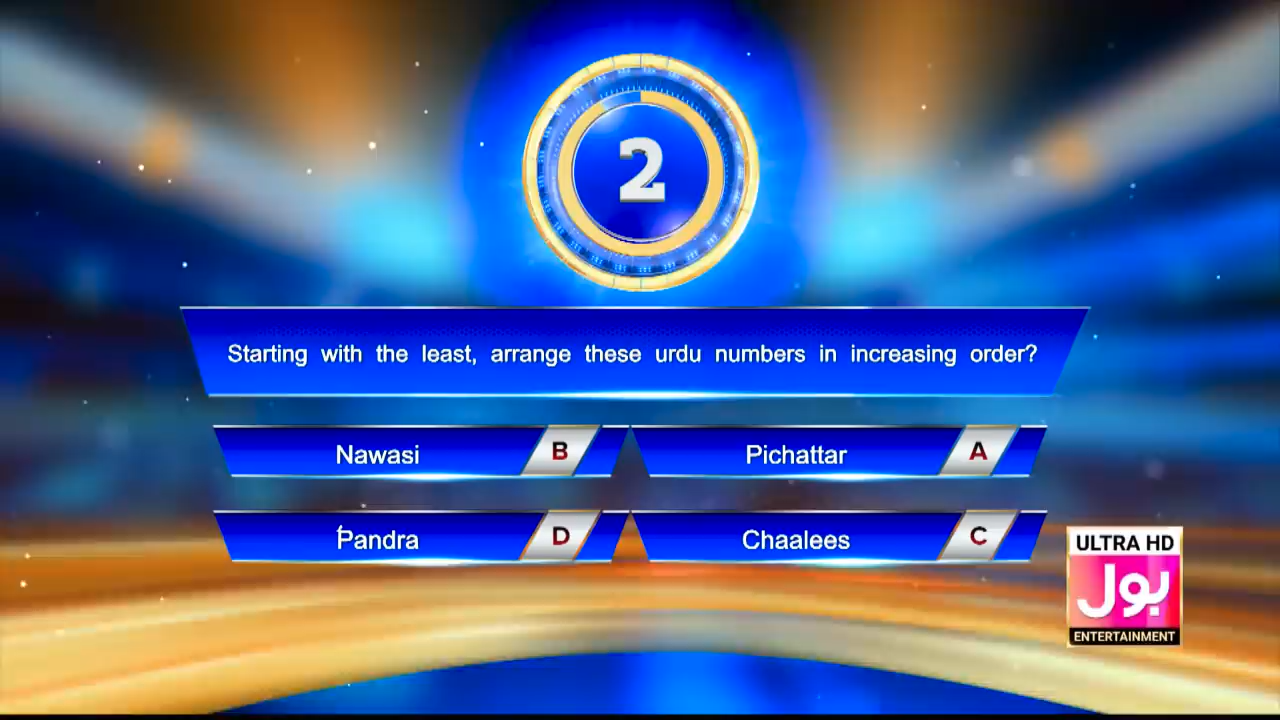 2
Starting with the least, arrange these urdu numbers in increasing order?
Nawasi B
Pichattar A
Pandra D
Chaalees C
ULTRA HD
بول
ENTERTAINMENT